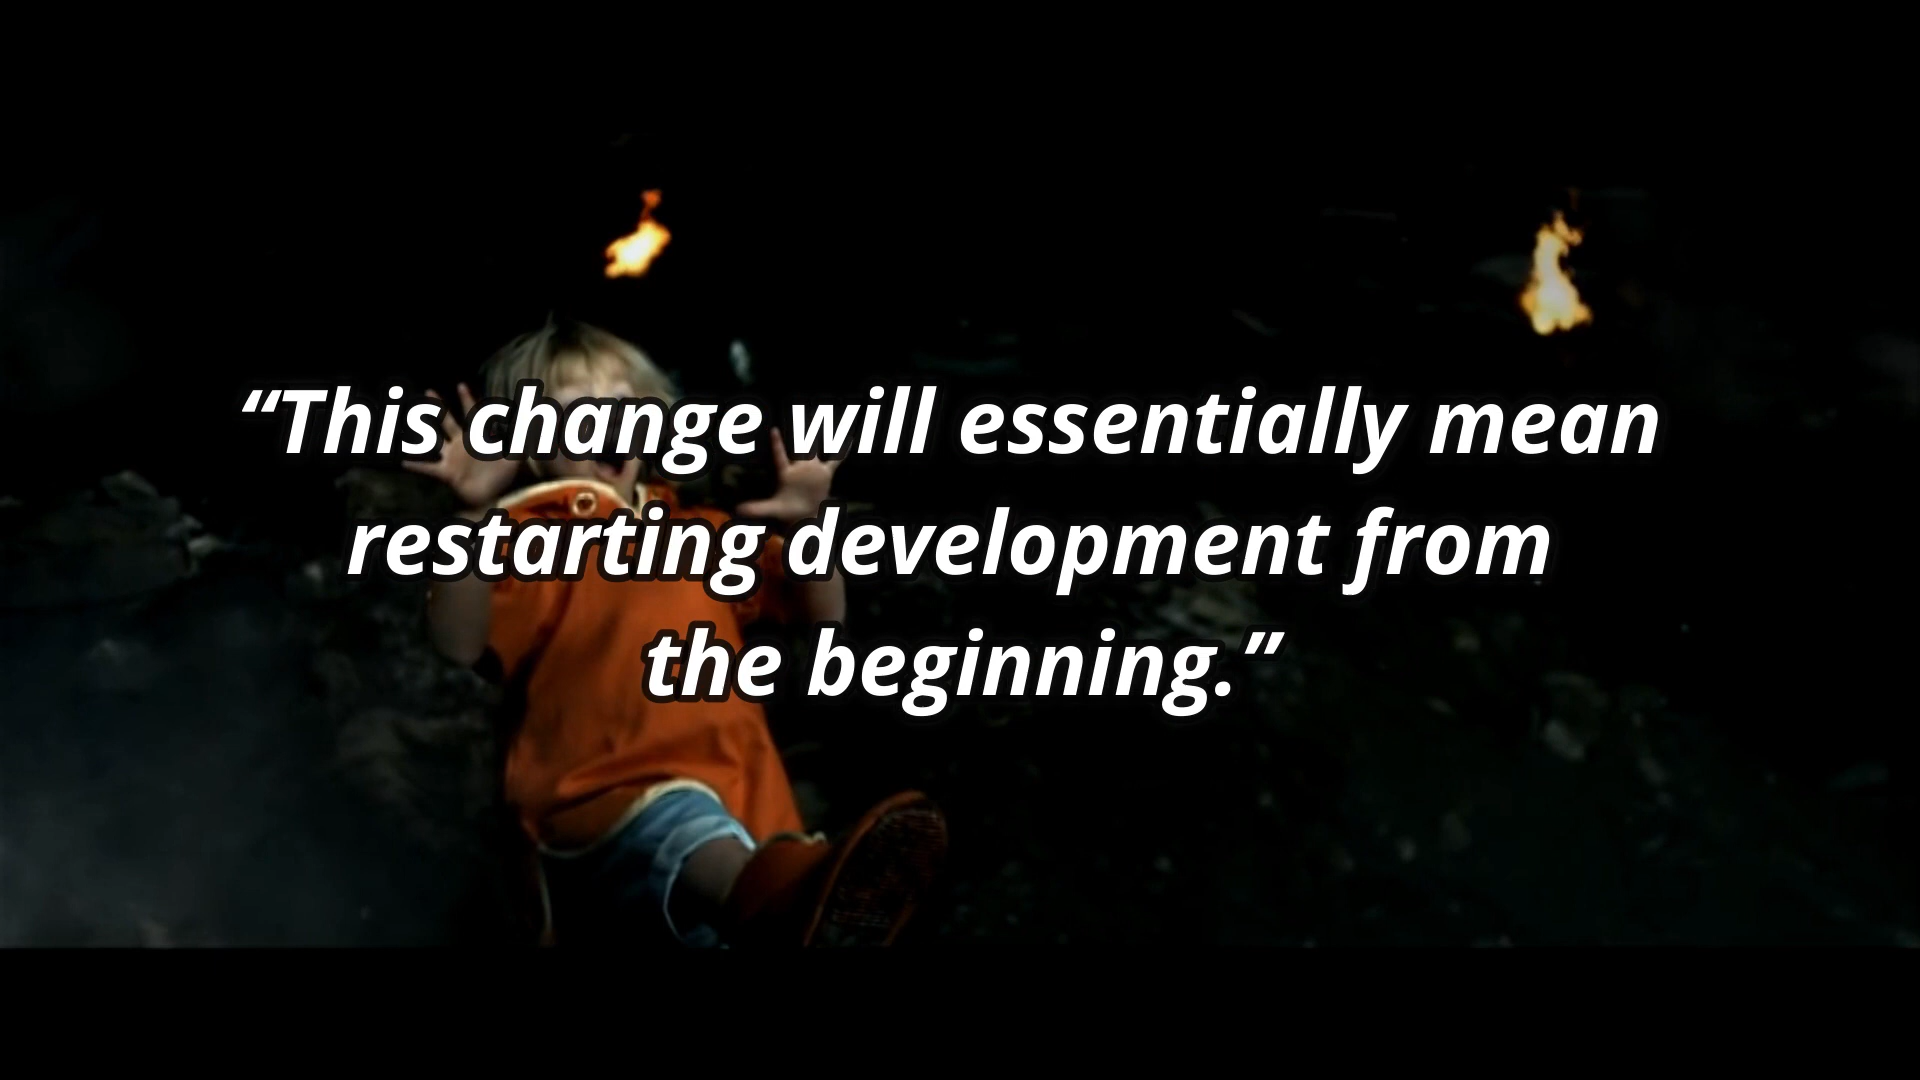 “This change will essentially mean
restarting development from
the beginning.”